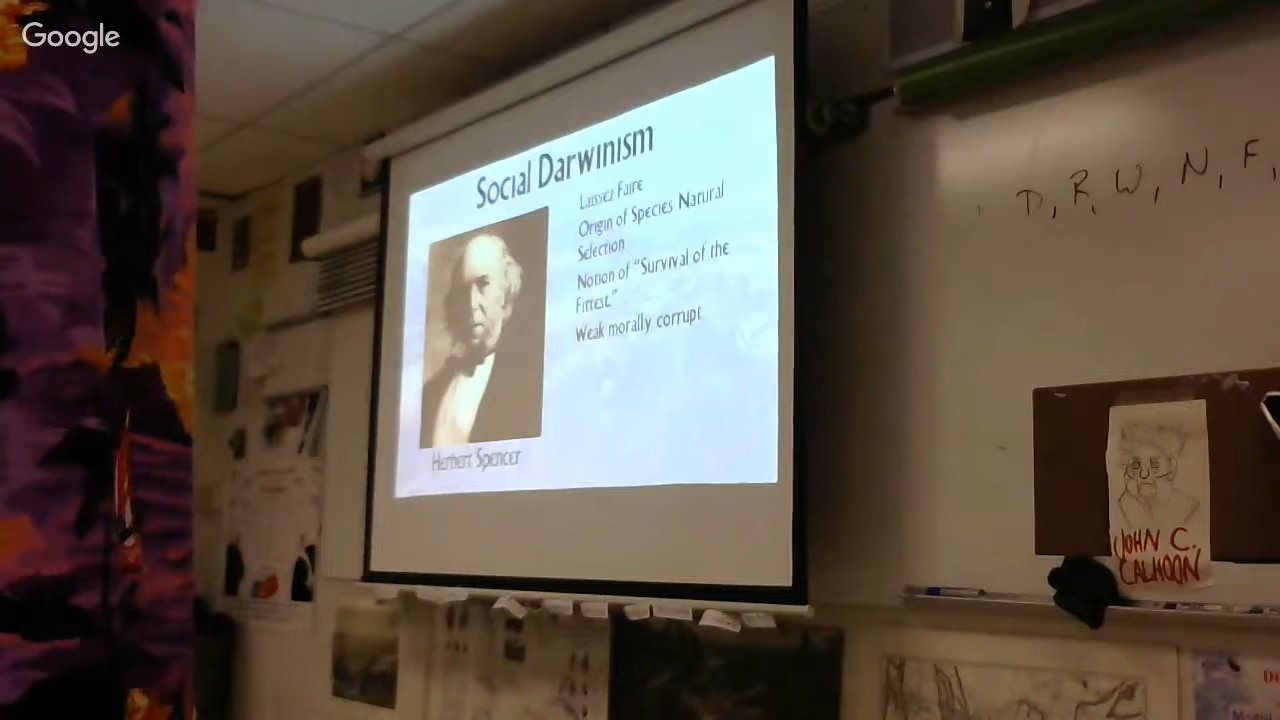 Google
Social Darwinism
Laissez Faire
Origin of Species Natural
Selection
Notion of "Survival of the
Fittest."
Weak morally corrupt
Herbert Spencer
D, R, W, N, F,
JOHN C.
CALHOON